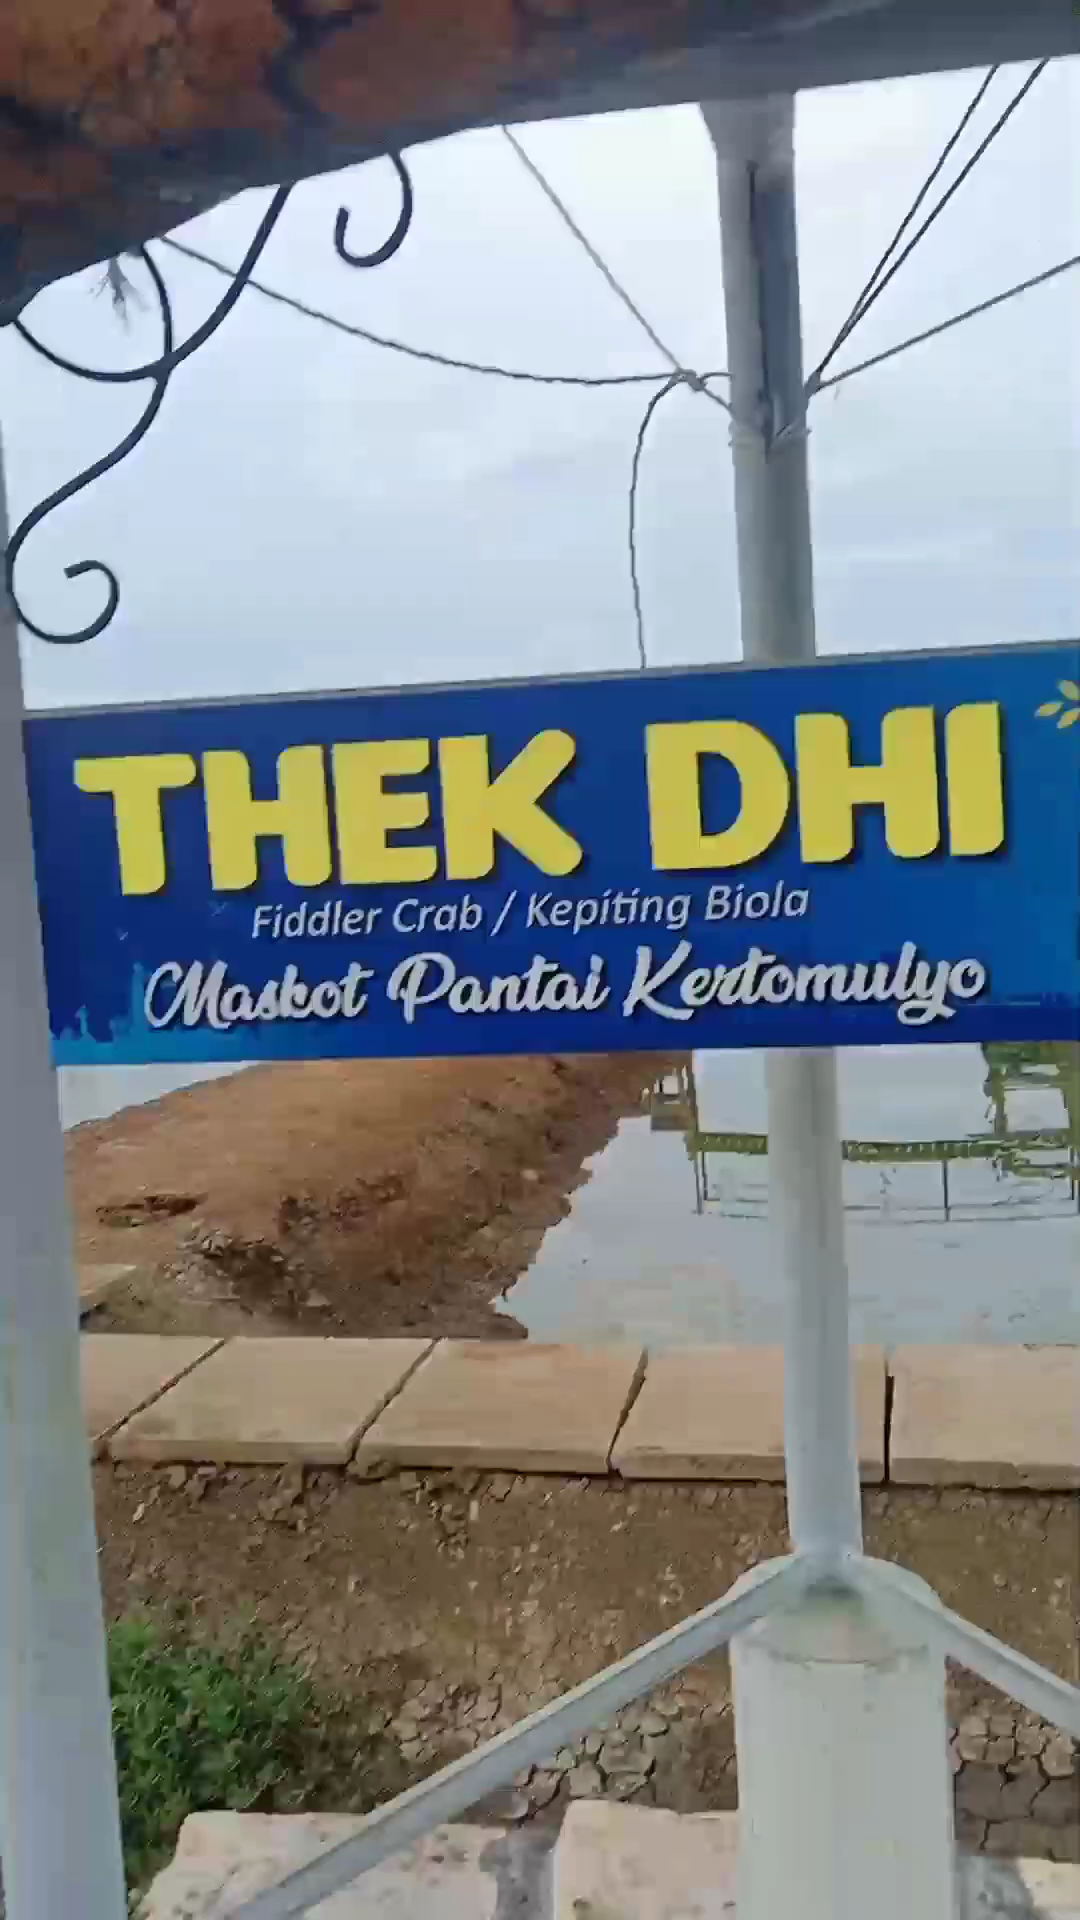 THEK DHI
Fiddler Crab / Kepiting Biola
Maskot Pantai Kertomulyo